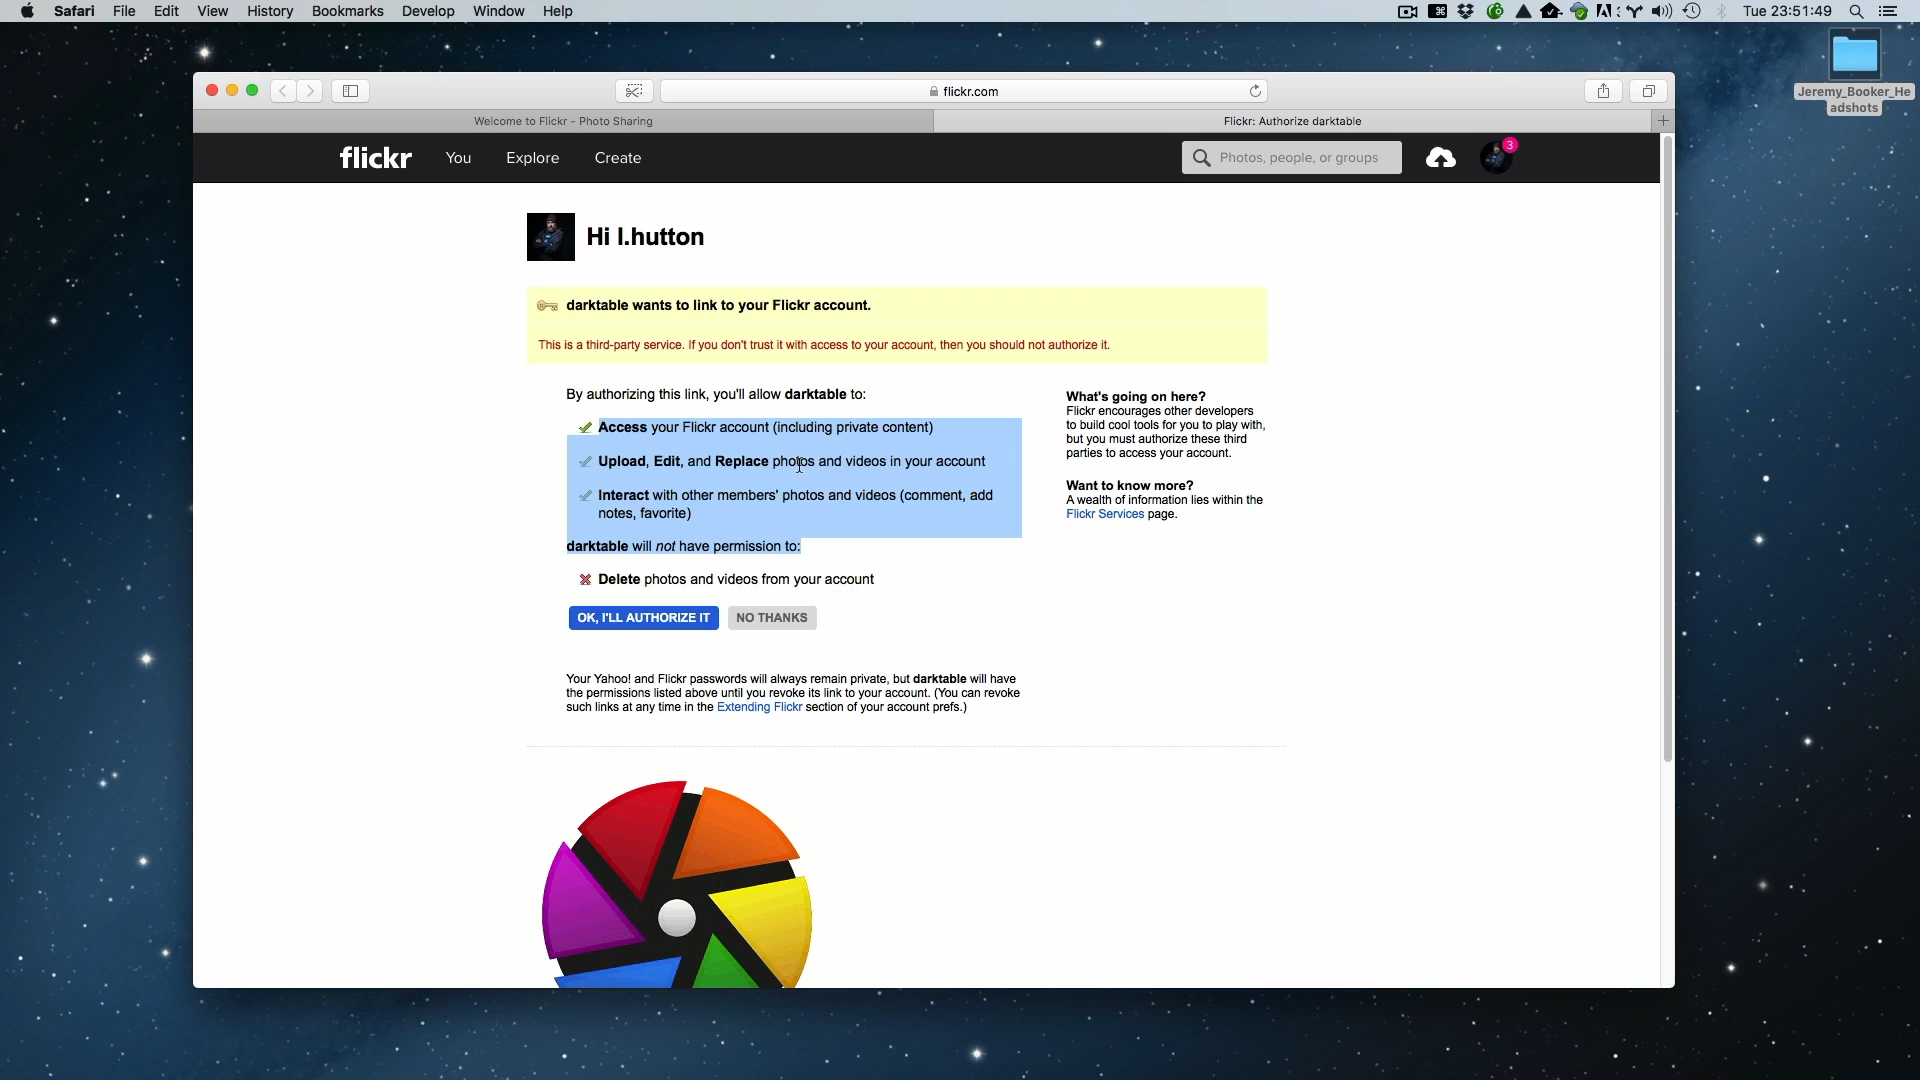 Safari File Edit View History Bookmarks Develop Window Help
Tue 23:51:49
Jeremy_Booker_He
adshots
flickr.com
Welcome to Flickr - Photo Sharing
Flickr: Authorize darktable
flickr You Explore Create
Photos, people, or groups
3
Hi l.hutton
darktable wants to link to your Flickr account.
This is a third-party service. If you don't trust it with access to your account, then you should not authorize it.
By authorizing this link, you'll allow darktable to:
Access your Flickr account (including private content)
Upload, Edit, and Replace photos and videos in your account
Interact with other members' photos and videos (comment, add
notes, favorite)
darktable will not have permission to:
Delete photos and videos from your account
OK, I'LL AUTHORIZE IT
NO THANKS
Your Yahoo! and Flickr passwords will always remain private, but darktable will have
the permissions listed above until you revoke its link to your account. (You can revoke
such links at any time in the Extending Flickr section of your account prefs.)
What's going on here?
Flickr encourages other developers
to build cool tools for you to play with,
but you must authorize these third
parties to access your account.
Want to know more?
A wealth of information lies within the
Flickr Services page.